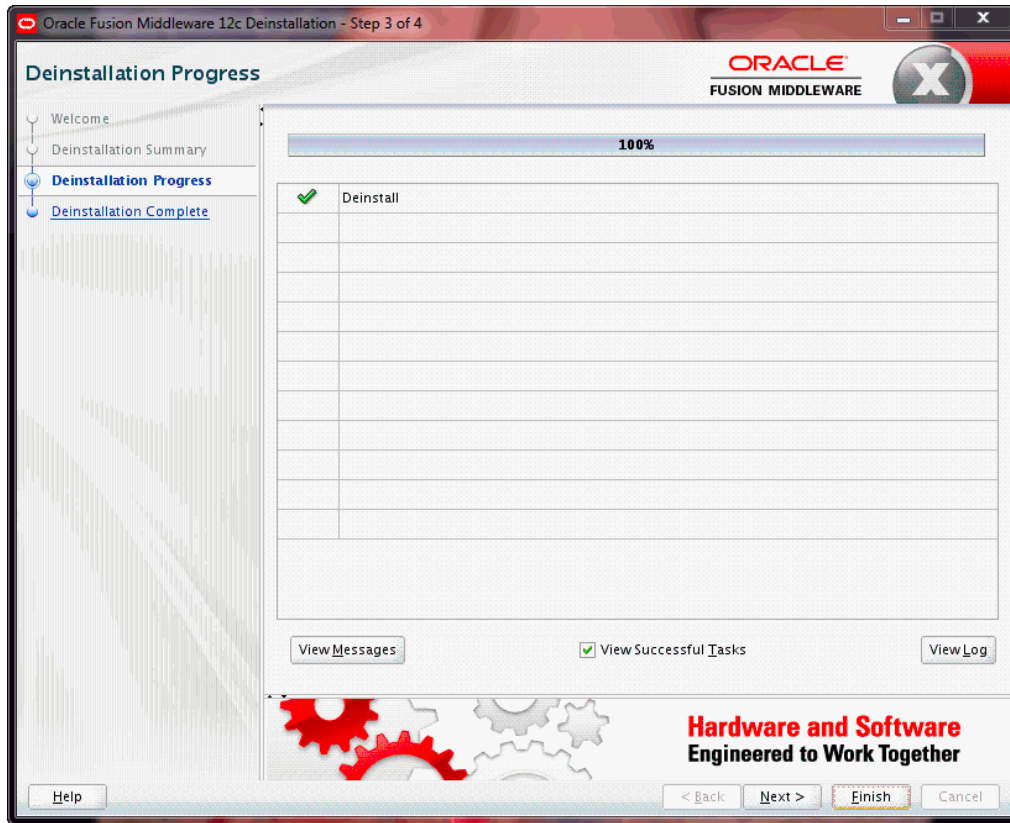 Oracle Fusion Middleware 12c Deinstallation - Step 3 of 4
Deinstallation Progress
ORACLE
FUSION MIDDLEWARE
Welcome
Deinstallation Summary
Deinstallation Progress
Deinstallation Complete
100%
Deinstall
View Messages
View Successful Tasks
View Log
Hardware and Software
Engineered to Work Together
Help
< Back
Next >
Finish
Cancel